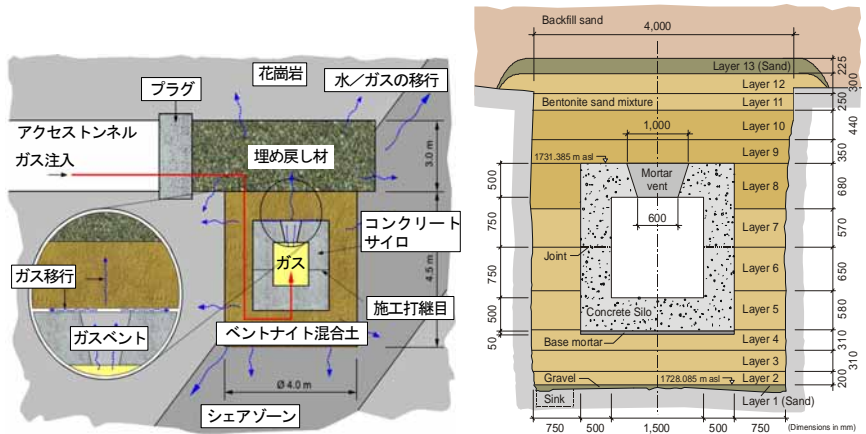 花崗岩
水／ガスの移行
プラグ
アクセストンネル
ガス注入
埋め戻し材
3.0 m
コンクリート
サイロ
ガス
ガス移行
4.5 m
施工打継目
ガスベント
ベントナイト混合土
Ø 4.0 m
シェアゾーン
Backfill sand
4,000
Layer 13 (Sand)
225
Layer 12
300
Bentonite sand mixture
Layer 11
250
1,000
Layer 10
440
Layer 9
350
1731.385 m asl
Mortar
vent
500
Layer 8
680
600
750
Layer 7
570
Joint
750
Layer 6
650
Concrete Silo
500
Layer 5
580
50
Base mortar
Layer 4
310
Layer 3
310
Gravel
1728.085 m asl
Layer 2
200
Sink
Layer 1 (Sand)
750
500
1,500
500
750
(Dimensions in mm)